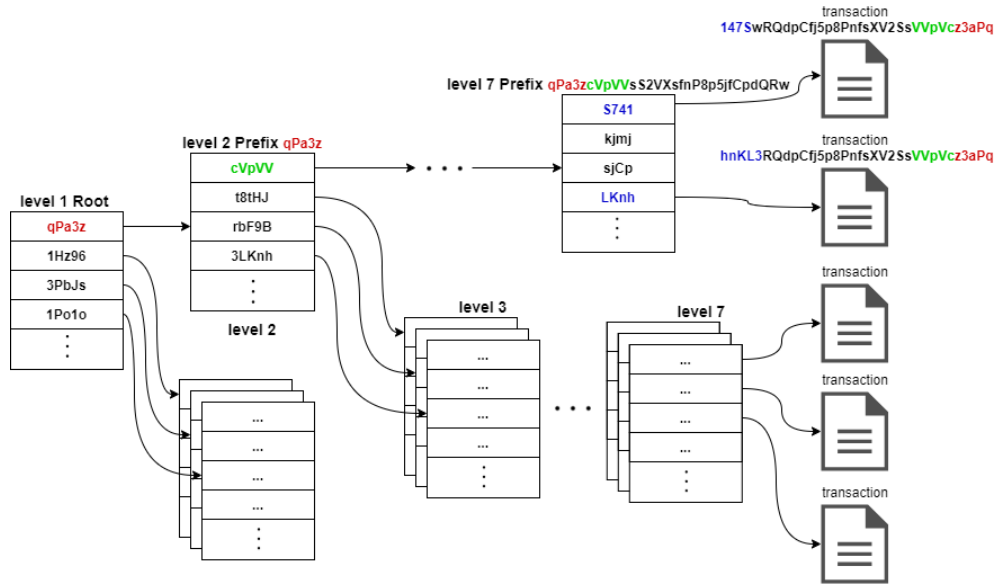 transaction
147SwRQdpCfj5p8PnfsXV2SsVVpVcz3aPq
level 7 Prefix qPa3zcVpVVsS2VXsfnP8p5jfCpdQRw
S741
kjmj
sjCp
LKnh
transaction
hnKL3RQdpCfj5p8PnfsXV2SsVVpVcz3aPq
level 2 Prefix qPa3z
cVpVV
t8tHJ
rbF9B
3LKnh
level 1 Root
qPa3z
1Hz96
3PbJs
1Po1o
level 2
...
...
...
...
level 3
...
...
...
...
level 7
...
...
...
...
transaction
transaction
transaction